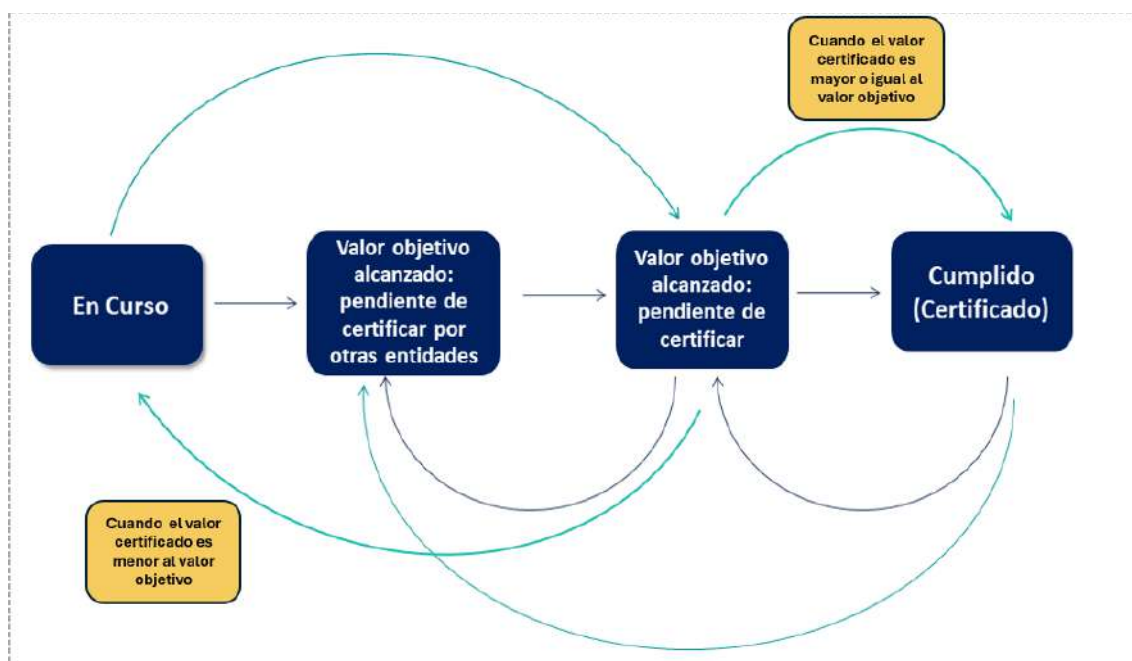 Cuando el valor
certificado es
mayor o igual al
valor objetivo
En Curso
Valor objetivo
alcanzado:
pendiente de
certificar por
otras entidades
Valor objetivo
alcanzado:
pendiente de
certificar
Cumplido
(Certificado)
Cuando el valor
certificado es
menor al valor
objetivo